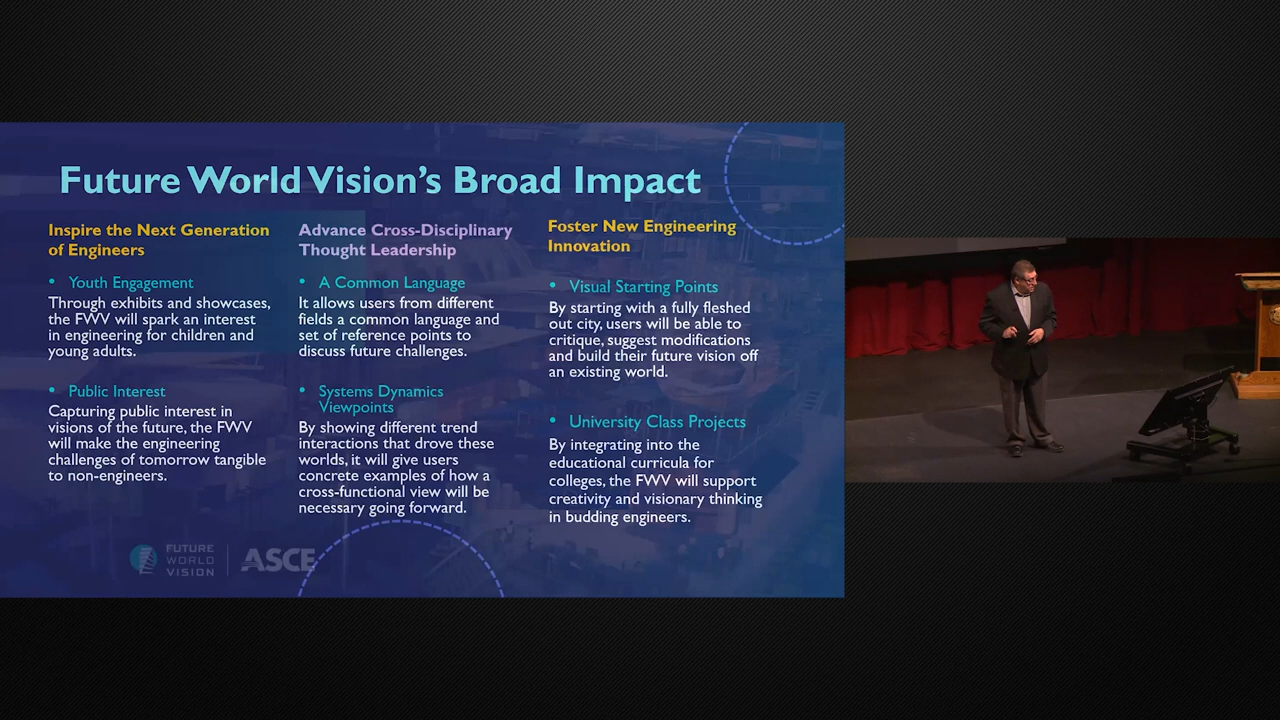 Future World Vision's Broad Impact
Inspire the Next Generation
of Engineers
• Youth Engagement
Through exhibits and showcases,
the FWV will spark an interest
in engineering for children and
young adults.
• Public Interest
Capturing public interest in
visions of the future, the FWV
will make the engineering
challenges of tomorrow tangible
to non-engineers.
Advance Cross-Disciplinary
Thought Leadership
• A Common Language
It allows users from different
fields a common language and
set of reference points to
discuss future challenges.
• Systems Dynamics
Viewpoints
By showing different trend
interactions that drove these
worlds, it will give users
concrete examples of how a
cross-functional view will be
necessary going forward.
Foster New Engineering
Innovation
• Visual Starting Points
By starting with a fully fleshed
out city, users will be able to
critique, suggest modifications
and build their future vision off
an existing world.
• University Class Projects
By integrating into the
educational curricula for
colleges, the FWV will support
creativity and visionary thinking
in budding engineers.
FUTURE
WORLD
VISION
ASCE